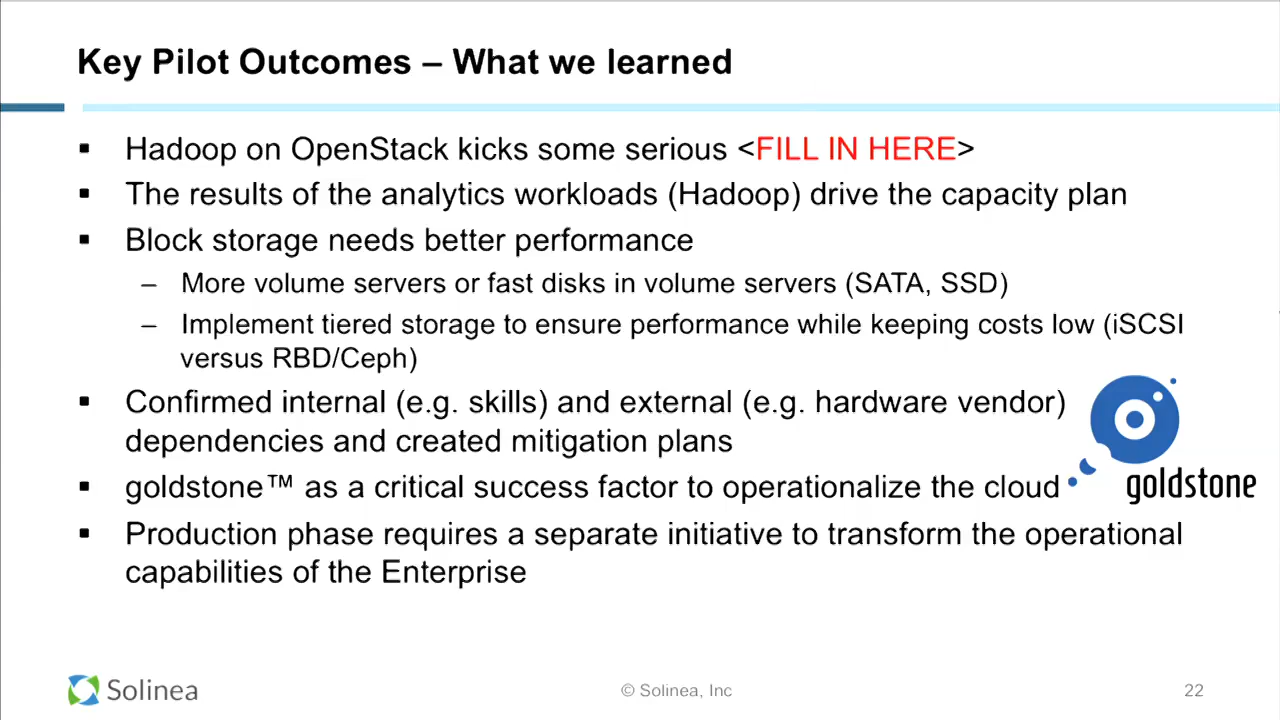 Key Pilot Outcomes – What we learned
▪ Hadoop on OpenStack kicks some serious <FILL IN HERE>
▪ The results of the analytics workloads (Hadoop) drive the capacity plan
▪ Block storage needs better performance
– More volume servers or fast disks in volume servers (SATA, SSD)
– Implement tiered storage to ensure performance while keeping costs low (iSCSI
versus RBD/Ceph)
▪ Confirmed internal (e.g. skills) and external (e.g. hardware vendor)
dependencies and created mitigation plans
▪ goldstone™ as a critical success factor to operationalize the cloud
goldstone
▪ Production phase requires a separate initiative to transform the operational
capabilities of the Enterprise
Solinea
© Solinea, Inc
22